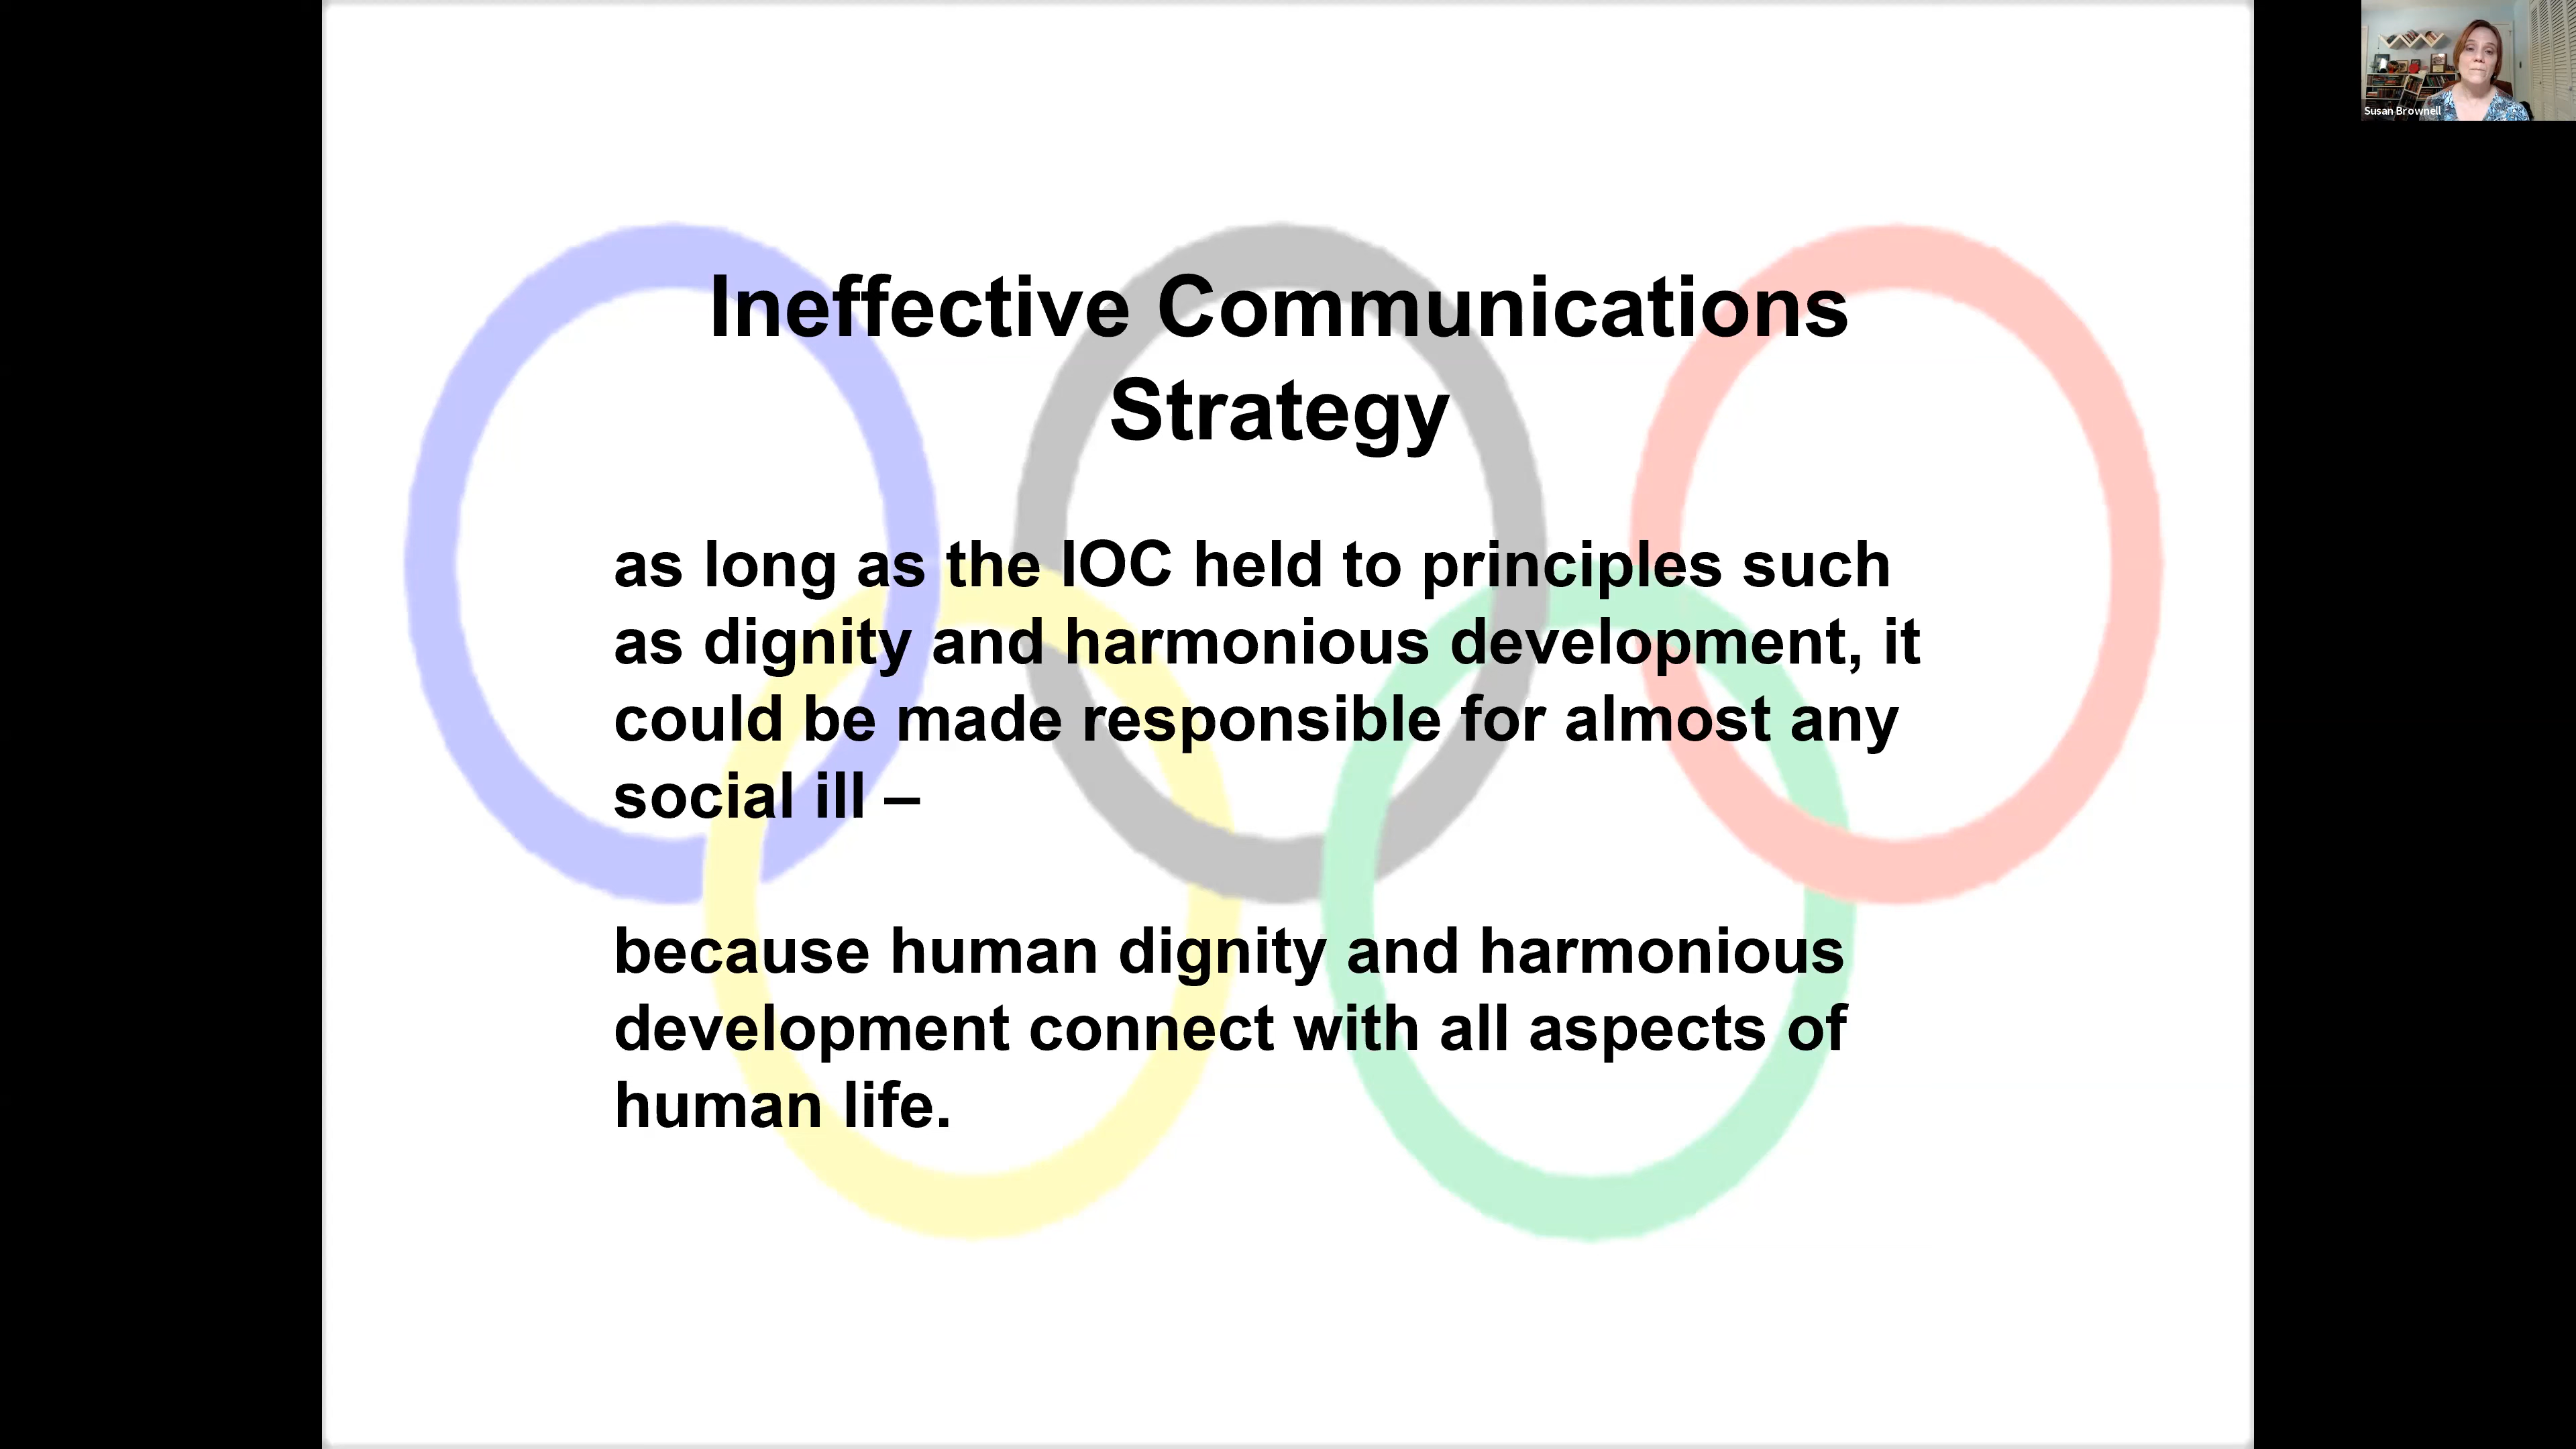 Ineffective Communications
Strategy
as long as the IOC held to principles such
as dignity and harmonious development, it
could be made responsible for almost any
social ill –
because human dignity and harmonious
development connect with all aspects of
human life.
Susan Brownell